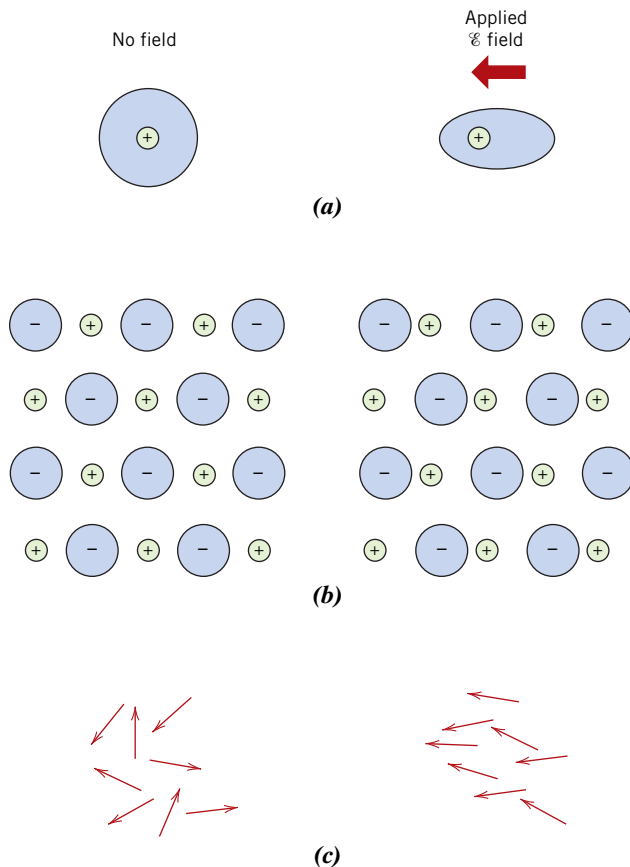 No field
Applied
ℰ field
+
+
(a)
− + − + −
− + − + −
+ − + − +
+ − + − +
− + − + −
− + − + −
+ − + − +
+ − + − +
(b)
(c)